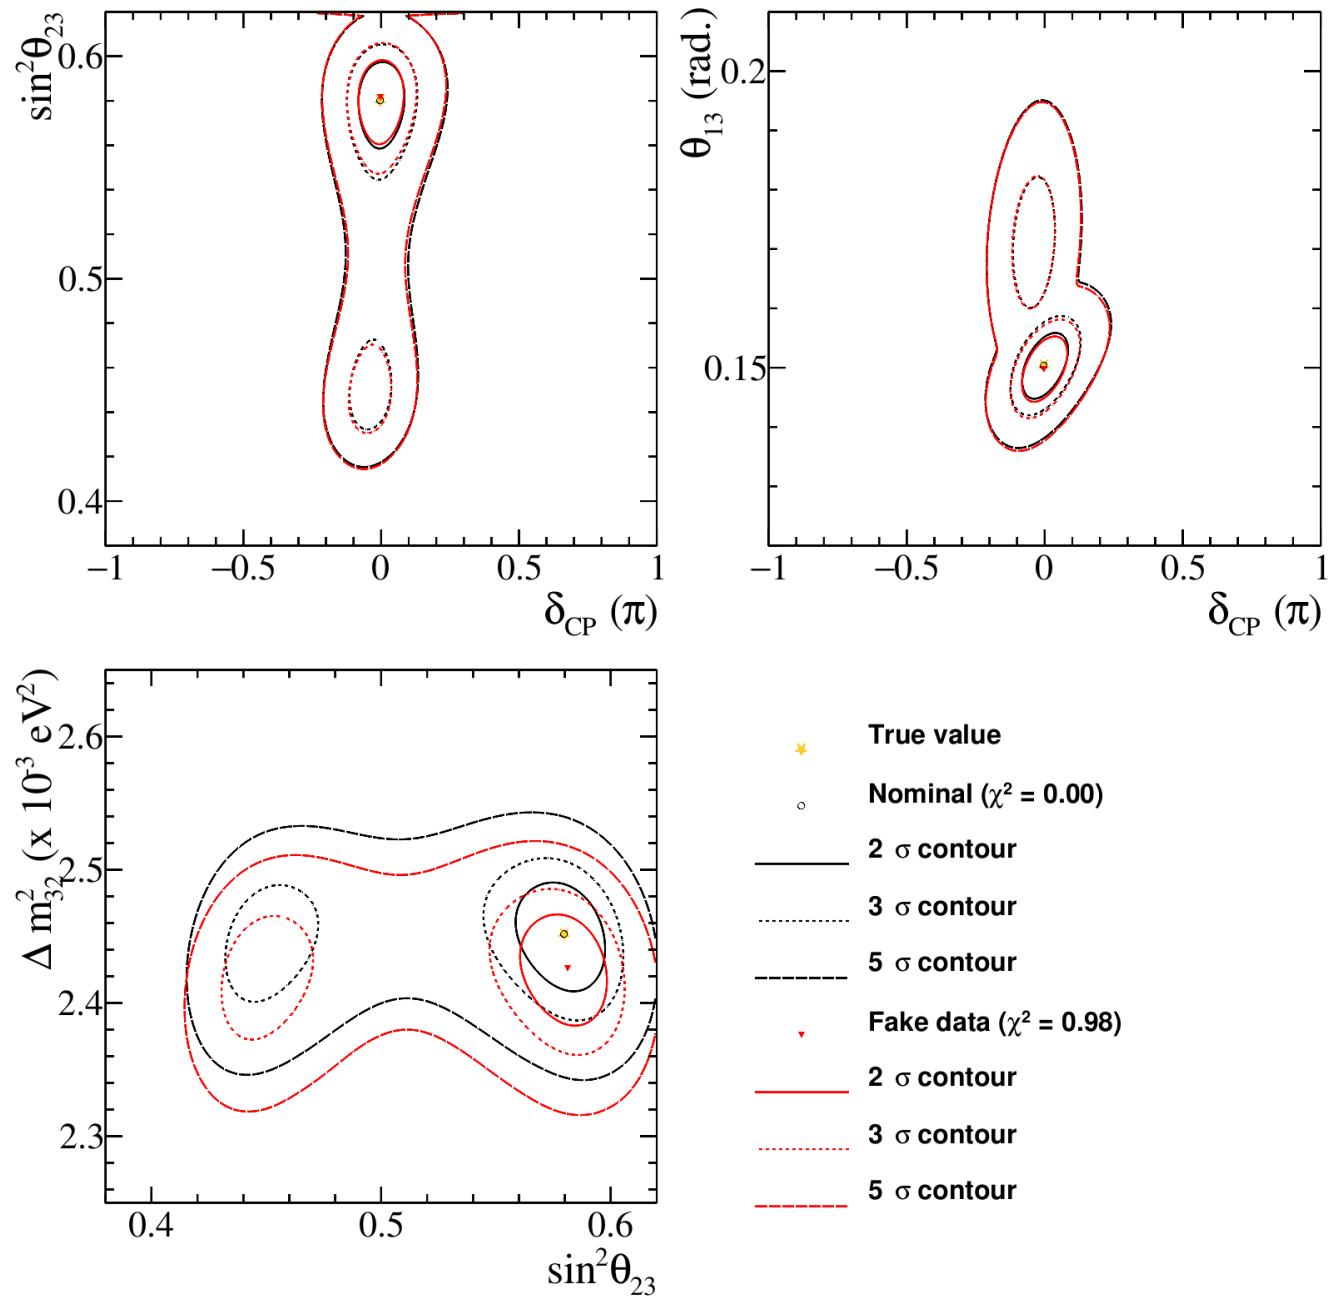 sin²θ₂₃
0.6
0.5
0.4
−1 −0.5 0 0.5 1
δ_CP (π)
θ₁₃ (rad.)
0.2
0.15
−1 −0.5 0 0.5 1
δ_CP (π)
Δ m²₃₂ (x 10⁻³ eV²)
2.6
2.5
2.4
2.3
0.4 0.5 0.6
sin²θ₂₃
True value
Nominal (χ² = 0.00)
2 σ contour
3 σ contour
5 σ contour
Fake data (χ² = 0.98)
2 σ contour
3 σ contour
5 σ contour